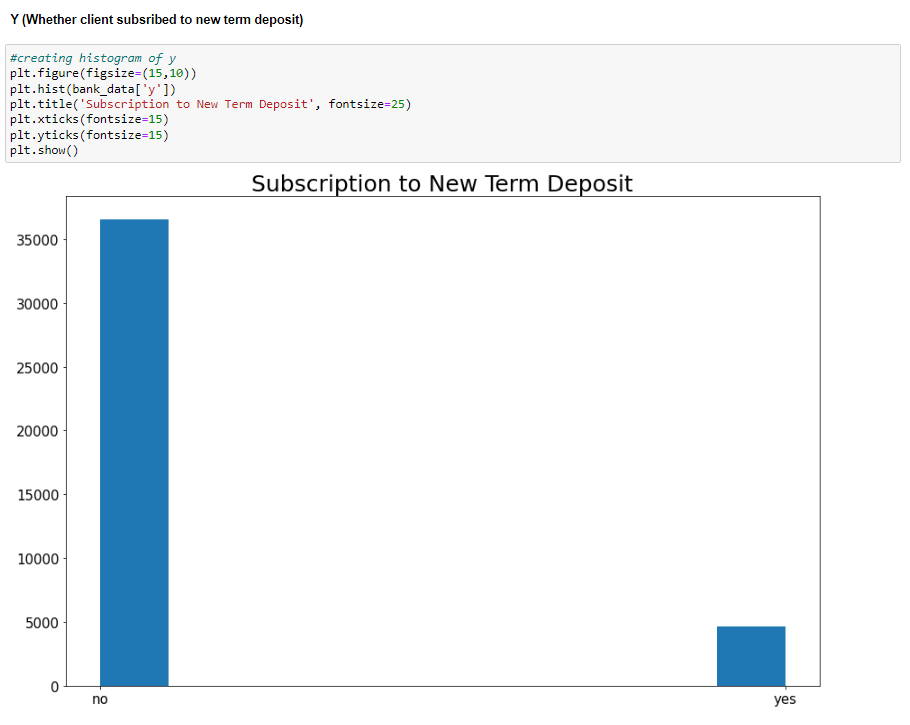 Y (Whether client subsribed to new term deposit)
#creating histogram of y
plt.figure(figsize=(15,10))
plt.hist(bank_data['y'])
plt.title('Subscription to New Term Deposit', fontsize=25)
plt.xticks(fontsize=15)
plt.yticks(fontsize=15)
plt.show()
Subscription to New Term Deposit
35000
30000
25000
20000
15000
10000
5000
0
no yes